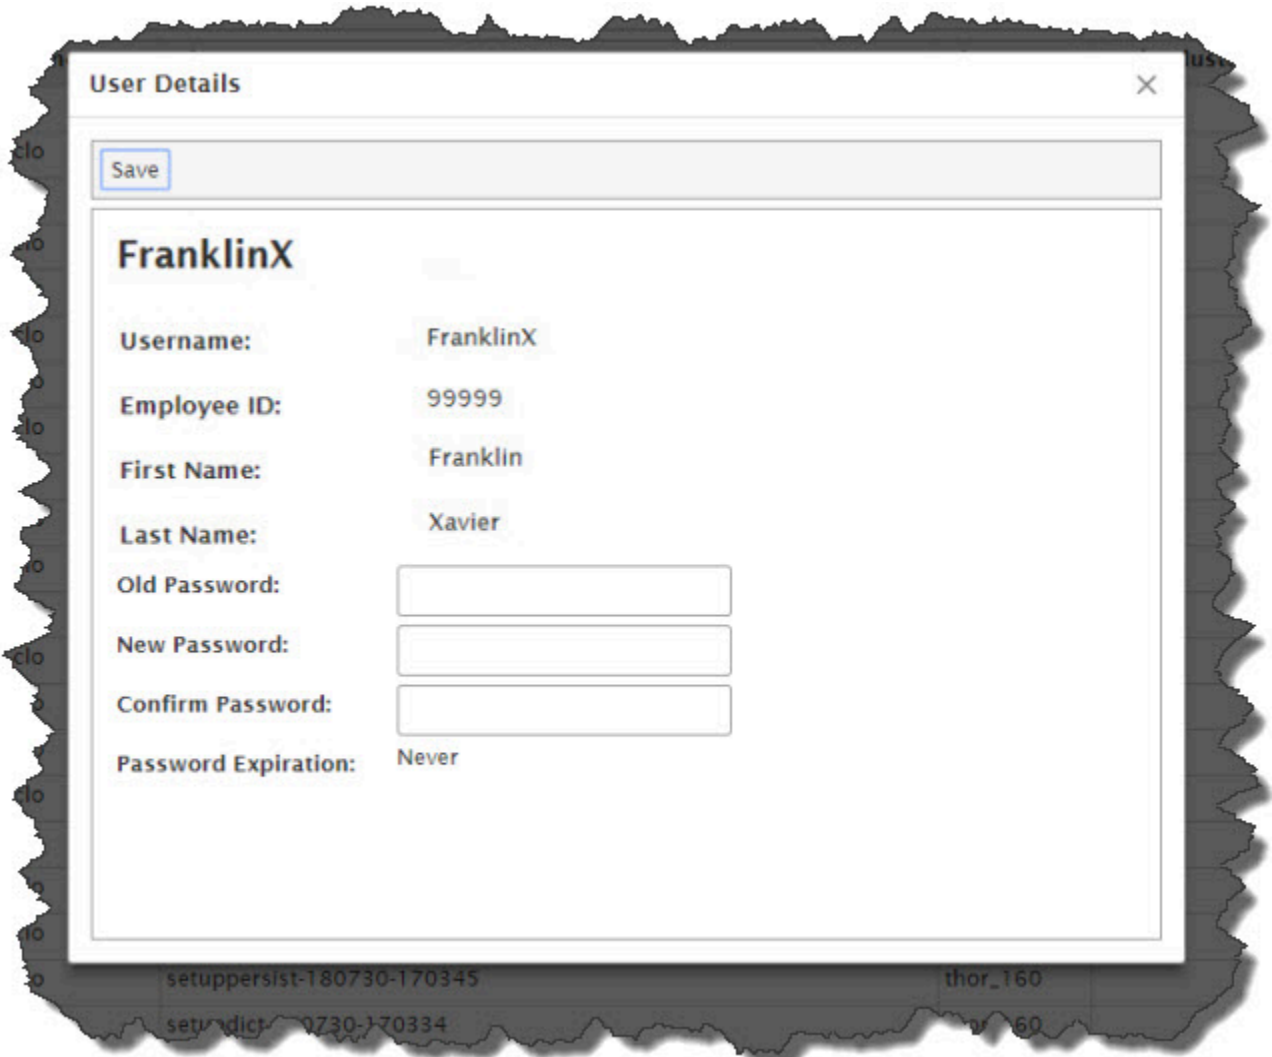 User Details
Save
FranklinX
Username: FranklinX
Employee ID: 99999
First Name: Franklin
Last Name: Xavier
Old Password:
New Password:
Confirm Password:
Password Expiration: Never
setuppersist-180730-170345 thor_160